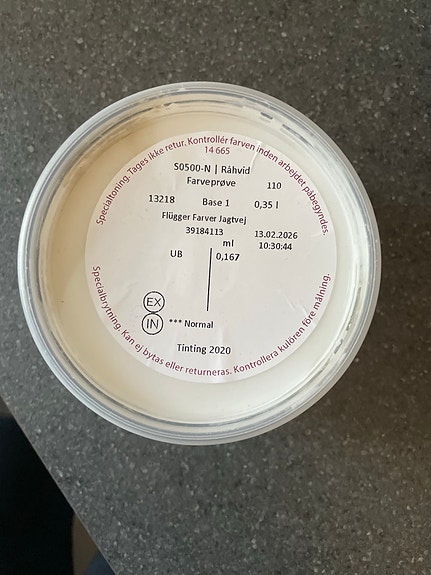 Specialtoning. Tages ikke retur. Kontrollér farven inden arbejdet påbegyndes.
14 665
S0500-N | Råhvid
Farveprøve 110
13218 Base 1 0,35 l
Flügger Farver Jagtvej
39184113 13.02.2026
ml 10:30:44
UB 0,167
EX
IN *** Normal
Tinting 2020
Specialbrytning. Kan ej bytas eller returneras. Kontrollera kulören före målning.